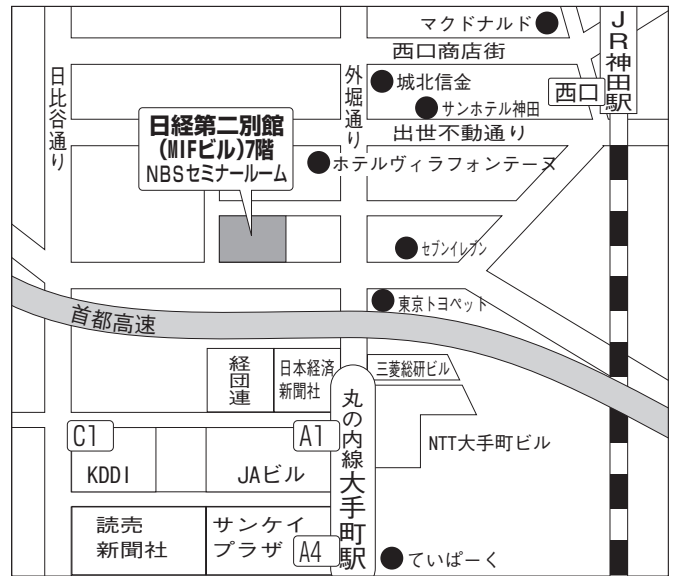 マクドナルド
JR神田駅
西口商店街
日比谷通り
外堀通り
城北信金
西口
サンホテル神田
日経第二別館
(MIFビル)7階
NBSセミナールーム
出世不動通り
ホテルヴィラフォンテーヌ
セブンイレブン
東京トヨペット
首都高速
経団連
日本経済
新聞社
三菱総研ビル
丸の内線大手町駅
C1
A1
NTT大手町ビル
KDDI
JAビル
読売
新聞社
サンケイ
プラザ
A4
ていぱーく